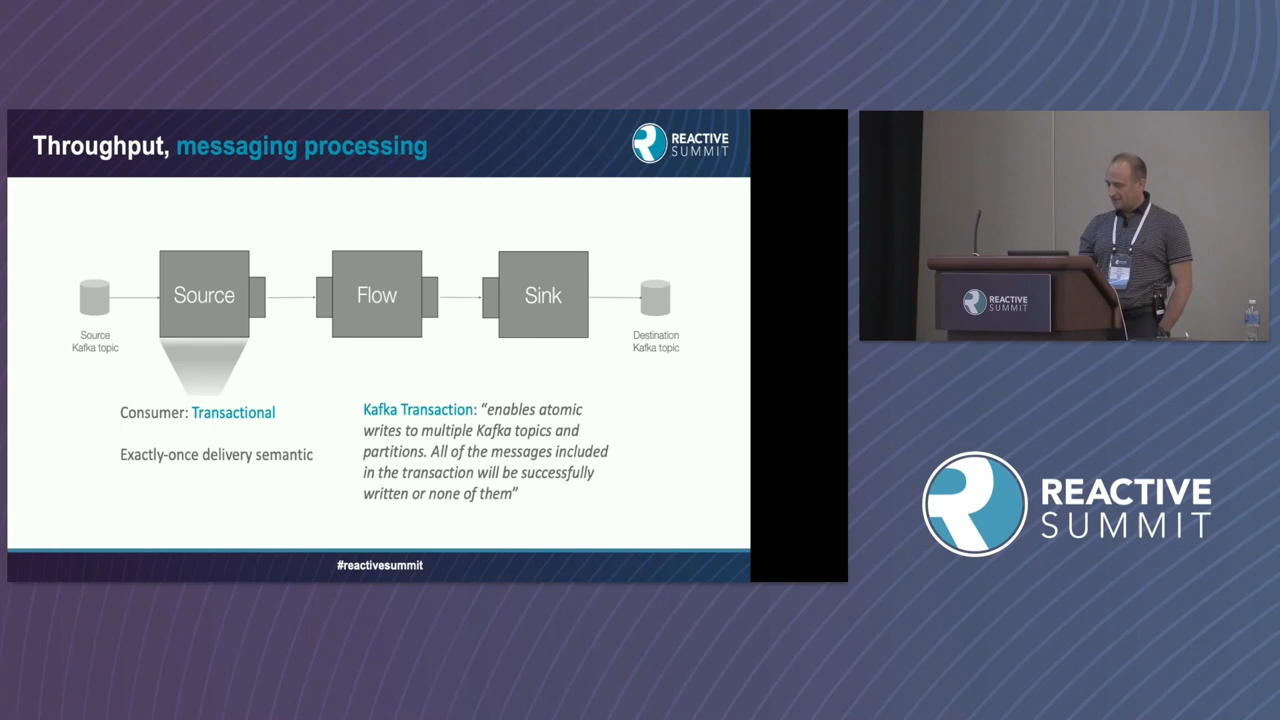 Throughput, messaging processing
REACTIVE
SUMMIT
Source
Flow
Sink
Source
Kafka topic
Destination
Kafka topic
Consumer: Transactional
Exactly-once delivery semantic
Kafka Transaction: “enables atomic
writes to multiple Kafka topics and
partitions. All of the messages included
in the transaction will be successfully
written or none of them”
#reactivesummit
REACTIVE
SUMMIT
REACTIVE
SUMMIT